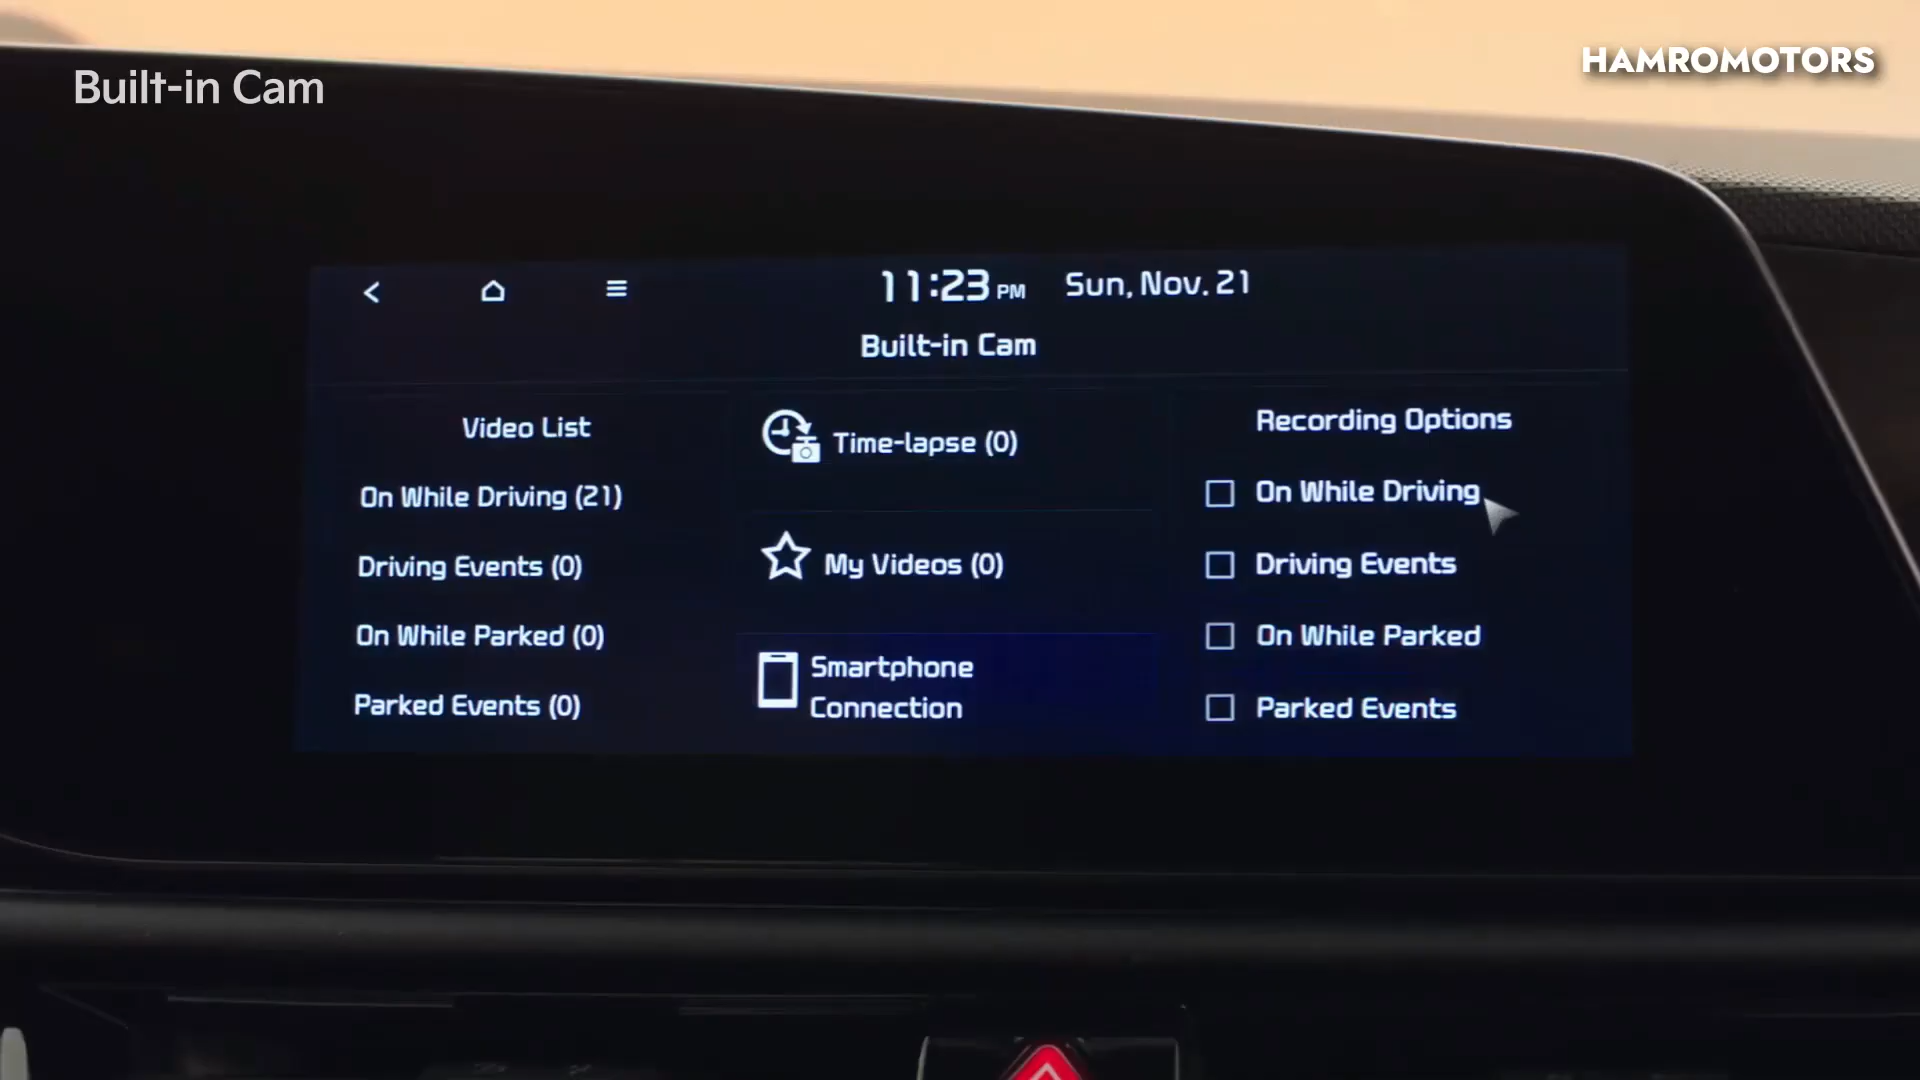 Built-in Cam
HAMROMOTORS
11:23 PM Sun, Nov. 21
Built-in Cam
Video List
On While Driving (21)
Driving Events (0)
On While Parked (0)
Parked Events (0)
Time-lapse (0)
My Videos (0)
Smartphone
Connection
Recording Options
On While Driving
Driving Events
On While Parked
Parked Events